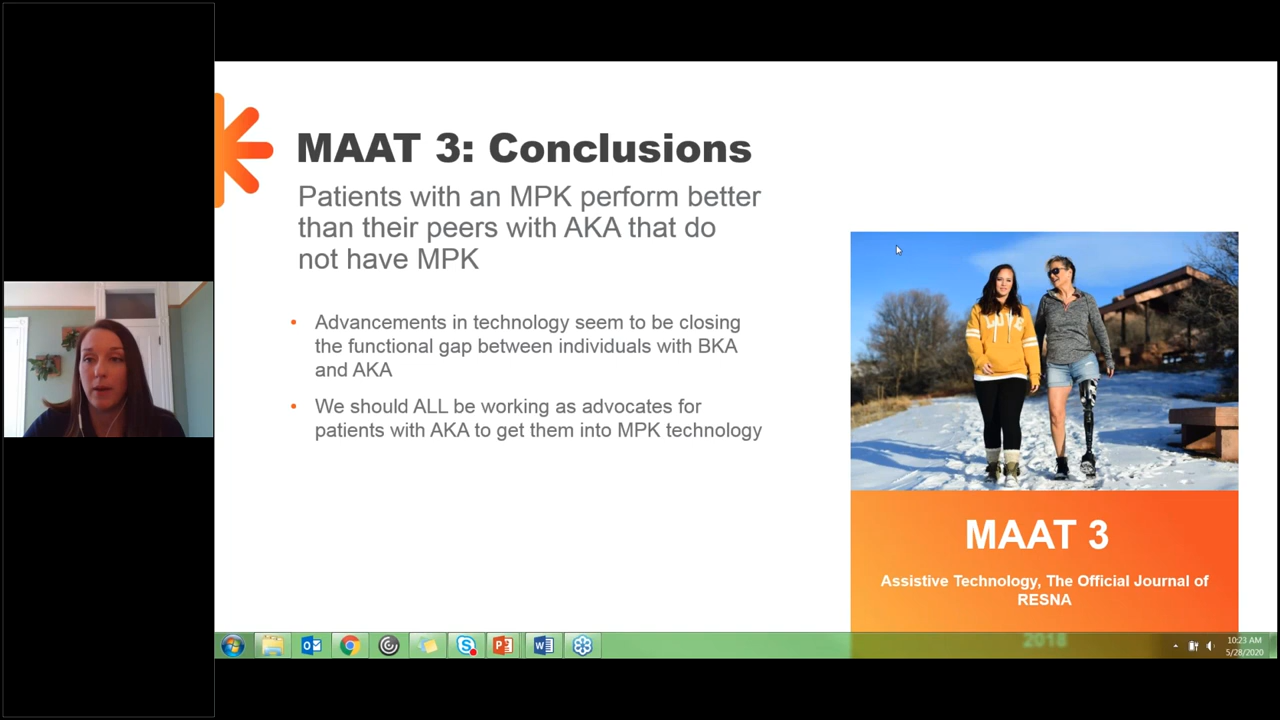 MAAT 3: Conclusions
Patients with an MPK perform better
than their peers with AKA that do
not have MPK
• Advancements in technology seem to be closing
the functional gap between individuals with BKA
and AKA
• We should ALL be working as advocates for
patients with AKA to get them into MPK technology
LOVE
MAAT 3
Assistive Technology, The Official Journal of
RESNA
2018
10:23 AM
5/28/2020